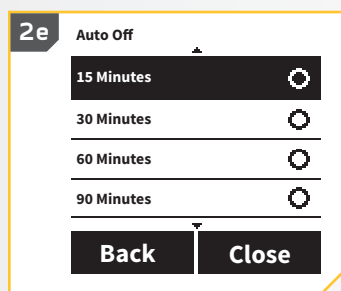 2e Auto Off
15 Minutes
30 Minutes
60 Minutes
90 Minutes
Back Close